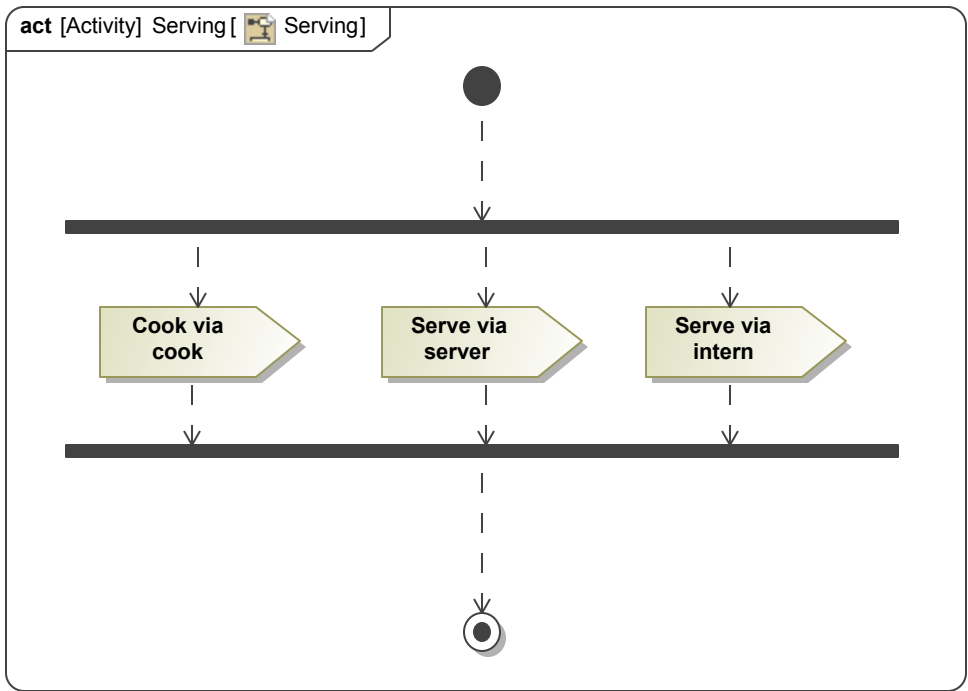 act [Activity] Serving [ Serving]
Cook via
cook
Serve via
server
Serve via
intern